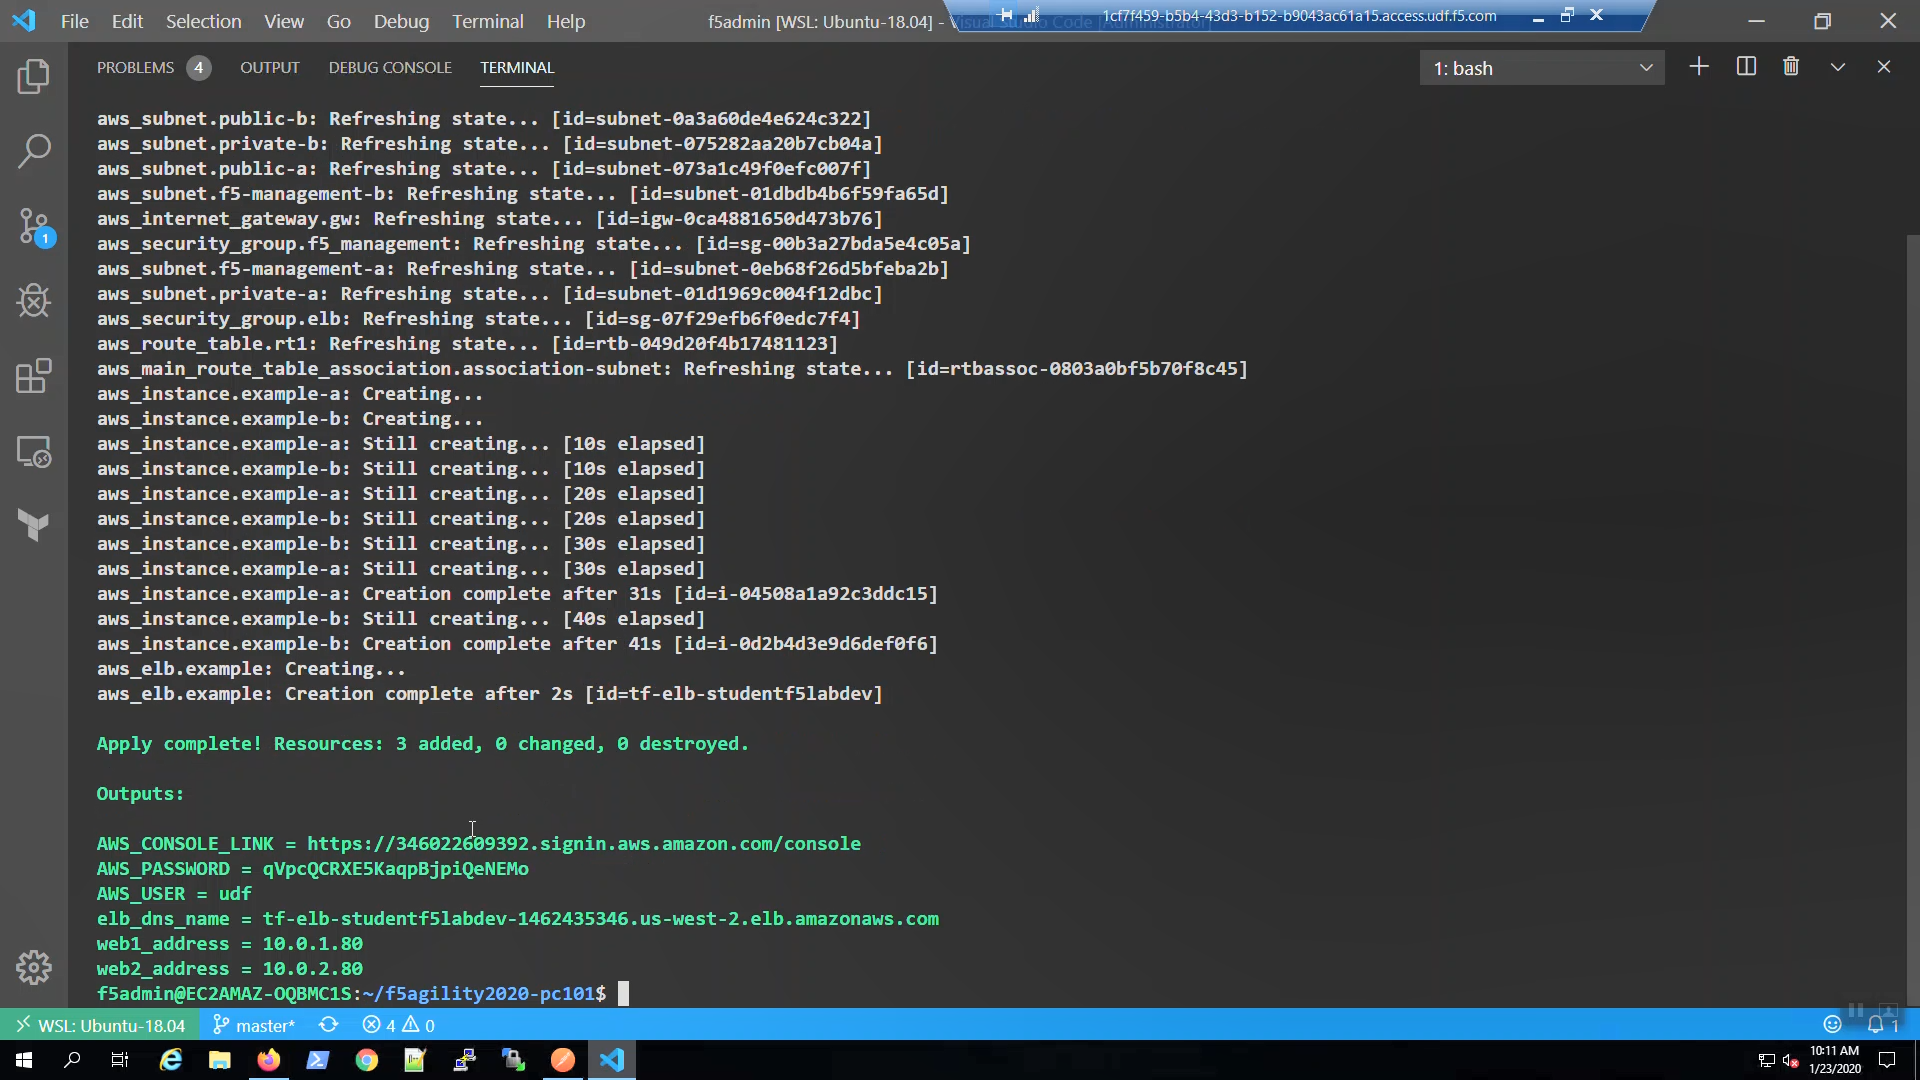 File Edit Selection View Go Debug Terminal Help
f5admin [WSL: Ubuntu-18.04] - Visual Studio Code [Administrator]
1cf7f459-b5b4-43d3-b152-b9043ac61a15.access.udf.f5.com
PROBLEMS 4 OUTPUT DEBUG CONSOLE TERMINAL
1: bash
aws_subnet.public-b: Refreshing state... [id=subnet-0a3a60de4e624c322]
aws_subnet.private-b: Refreshing state... [id=subnet-075282aa20b7cb04a]
aws_subnet.public-a: Refreshing state... [id=subnet-073a1c49f0efc007f]
aws_subnet.f5-management-b: Refreshing state... [id=subnet-01dbdb4b6f59fa65d]
aws_internet_gateway.gw: Refreshing state... [id=igw-0ca4881650d473b76]
aws_security_group.f5_management: Refreshing state... [id=sg-00b3a27bda5e4c05a]
aws_subnet.f5-management-a: Refreshing state... [id=subnet-0eb68f26d5bfeba2b]
aws_subnet.private-a: Refreshing state... [id=subnet-01d1969c004f12dbc]
aws_security_group.elb: Refreshing state... [id=sg-07f29efb6f0edc7f4]
aws_route_table.rt1: Refreshing state... [id=rtb-049d20f4b17481123]
aws_main_route_table_association.association-subnet: Refreshing state... [id=rtbassoc-0803a0bf5b70f8c45]
aws_instance.example-a: Creating...
aws_instance.example-b: Creating...
aws_instance.example-a: Still creating... [10s elapsed]
aws_instance.example-b: Still creating... [10s elapsed]
aws_instance.example-a: Still creating... [20s elapsed]
aws_instance.example-b: Still creating... [20s elapsed]
aws_instance.example-b: Still creating... [30s elapsed]
aws_instance.example-a: Still creating... [30s elapsed]
aws_instance.example-a: Creation complete after 31s [id=i-04508a1a92c3ddc15]
aws_instance.example-b: Still creating... [40s elapsed]
aws_instance.example-b: Creation complete after 41s [id=i-0d2b4d3e9d6def0f6]
aws_elb.example: Creating...
aws_elb.example: Creation complete after 2s [id=tf-elb-studentf5labdev]
Apply complete! Resources: 3 added, 0 changed, 0 destroyed.
Outputs:
AWS_CONSOLE_LINK = https://346022609392.signin.aws.amazon.com/console
AWS_PASSWORD = qVpcQCRXE5KaqpBjpiQeNEMo
AWS_USER = udf
elb_dns_name = tf-elb-studentf5labdev-1462435346.us-west-2.elb.amazonaws.com
web1_address = 10.0.1.80
web2_address = 10.0.2.80
f5admin@EC2AMAZ-OQBMC1S:~/f5agility2020-pc101$
WSL: Ubuntu-18.04 master* 4 0 1
10:11 AM
1/23/2020